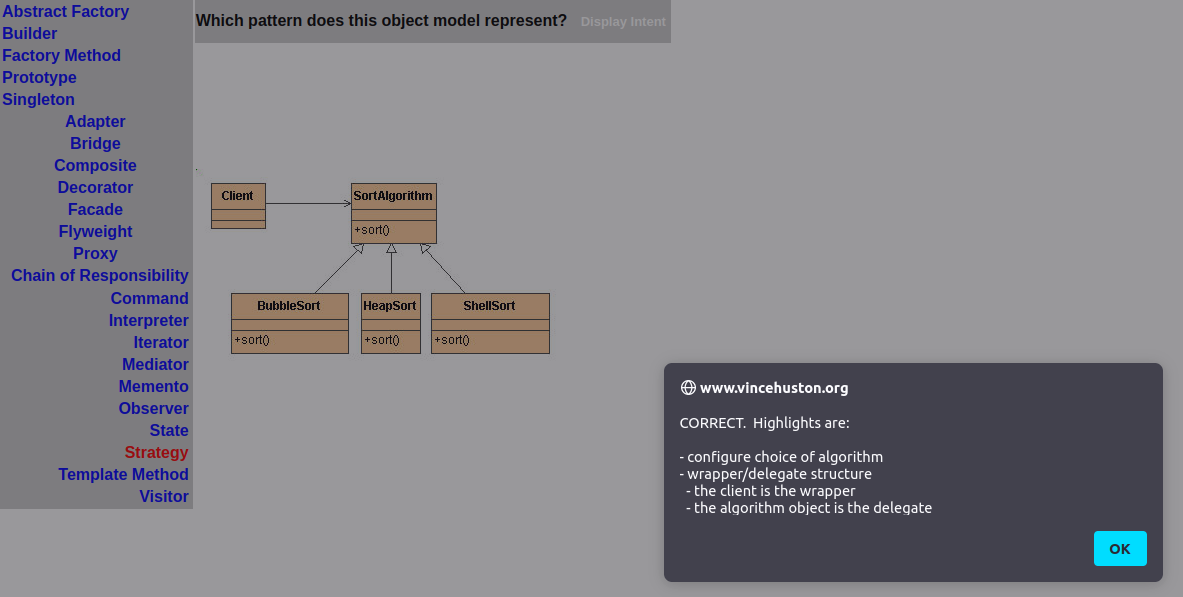 Abstract Factory
Builder
Factory Method
Prototype
Singleton
Adapter
Bridge
Composite
Decorator
Facade
Flyweight
Proxy
Chain of Responsibility
Command
Interpreter
Iterator
Mediator
Memento
Observer
State
Strategy
Template Method
Visitor
Which pattern does this object model represent? Display Intent
Client
SortAlgorithm
+sort()
BubbleSort
+sort()
HeapSort
+sort()
ShellSort
+sort()
www.vincehuston.org
CORRECT.  Highlights are:
- configure choice of algorithm
- wrapper/delegate structure
- the client is the wrapper
- the algorithm object is the delegate
OK